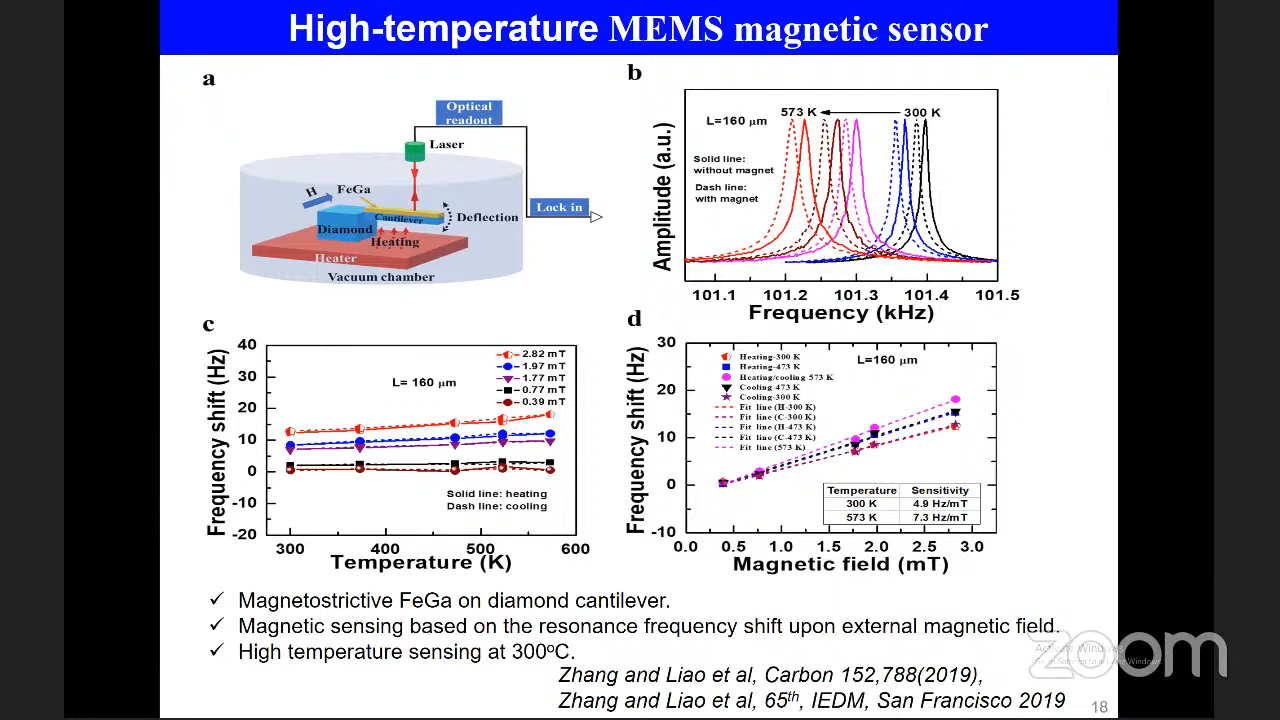 High-temperature MEMS magnetic sensor
a
Optical
readout
Laser
H
FeGa
Cantilever
Deflection
Lock in
Diamond
Heating
Heater
Vacuum chamber
b
573 K
300 K
L=160 μm
Solid line:
without magnet
Dash line:
with magnet
Amplitude (a.u.)
101.1 101.2 101.3 101.4 101.5
Frequency (kHz)
c
40
30
20
10
0
-10
-20
Frequency shift (Hz)
2.82 mT
1.97 mT
1.77 mT
0.77 mT
0.39 mT
L= 160 μm
Solid line: heating
Dash line: cooling
300 400 500 600
Temperature (K)
d
30
20
10
0
-10
Frequency shift (Hz)
Heating-300 K
Heating-473 K
Heating/cooling-573 K
Cooling-473 K
Cooling-300 K
Fit line (H-300 K)
Fit line (C-300 K)
Fit line (H-473 K)
Fit line (C-473 K)
Fit line (573 K)
L=160 μm
Temperature Sensitivity
300 K 4.9 Hz/mT
573 K 7.3 Hz/mT
0.0 0.5 1.0 1.5 2.0 2.5 3.0
Magnetic field (mT)
✓ Magnetostrictive FeGa on diamond cantilever.
✓ Magnetic sensing based on the resonance frequency shift upon external magnetic field.
✓ High temperature sensing at 300°C.
Zhang and Liao et al, Carbon 152,788(2019),
Zhang and Liao et al, 65th, IEDM, San Francisco 2019
18
zoom
Activate Windows
Go to Settings to activate Windows.